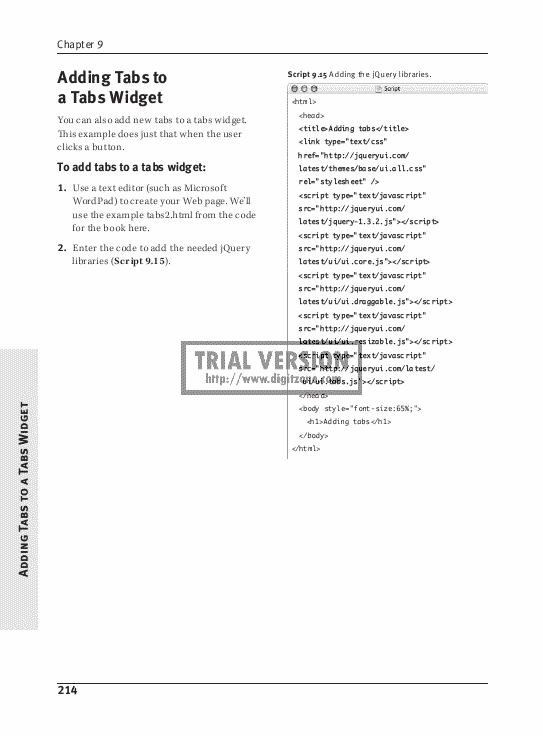 Chapter 9
Adding Tabs to
a Tabs Widget
You can also add new tabs to a tabs widget.
This example does just that when the user
clicks a button.
To add tabs to a tabs widget:
1. Use a text editor (such as Microsoft
WordPad) to create your Web page. We'll
use the example tabs2.html from the code
for the book here.
2. Enter the code to add the needed jQuery
libraries (Script 9.15).
Script 9.15 Adding the jQuery libraries.
Script
<html>
<head>
<title>Adding tabs</title>
<link type="text/css"
href="http://jqueryui.com/
latest/themes/base/ui.all.css"
rel="stylesheet" />
<script type="text/javascript"
src="http://jqueryui.com/
latest/jquery-1.3.2.js"></script>
<script type="text/javascript"
src="http://jqueryui.com/
latest/ui/ui.core.js"></script>
<script type="text/javascript"
src="http://jqueryui.com/
latest/ui/ui.draggable.js"></script>
<script type="text/javascript"
src="http://jqueryui.com/
latest/ui/ui.resizable.js"></script>
<script type="text/javascript"
src="http://jqueryui.com/latest/
ui/ui.tabs.js"></script>
</head>
<body style="font-size:65%;">
<h1>Adding tabs</h1>
</body>
</html>
TRIAL VERSION
http://www.digitzone.com
Adding Tabs to a Tabs Widget
214